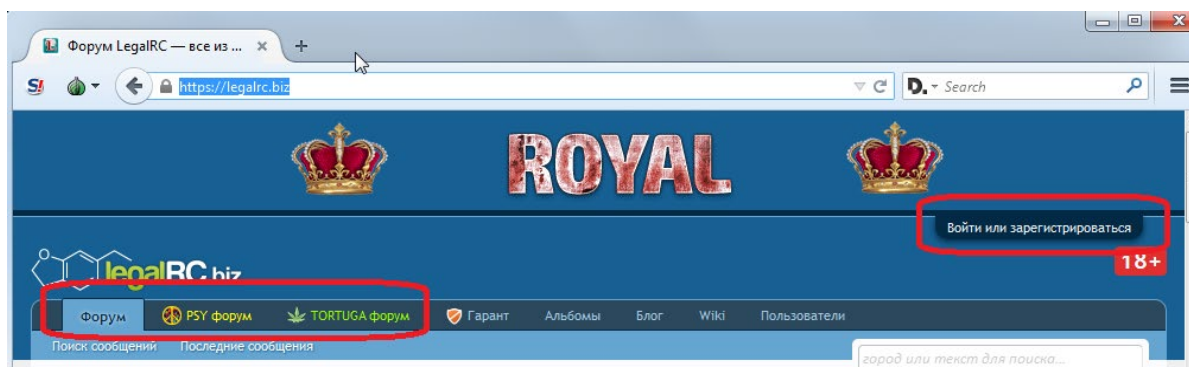 Форум LegalRC — все из ...
https://legalrc.biz
Search
ROYAL
Войти или зарегистрироваться
legalRC.biz
18+
Форум PSY форум TORTUGA форум Гарант Альбомы Блог Wiki Пользователи
Поиск сообщений Последние сообщения
город или текст для поиска...